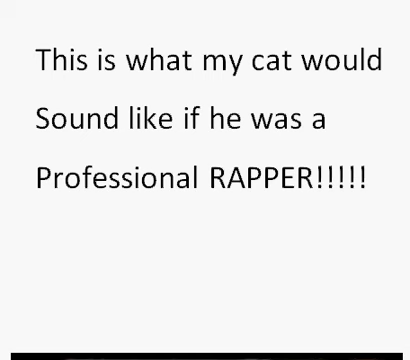 This is what my cat would
Sound like if he was a
Professional RAPPER!!!!!